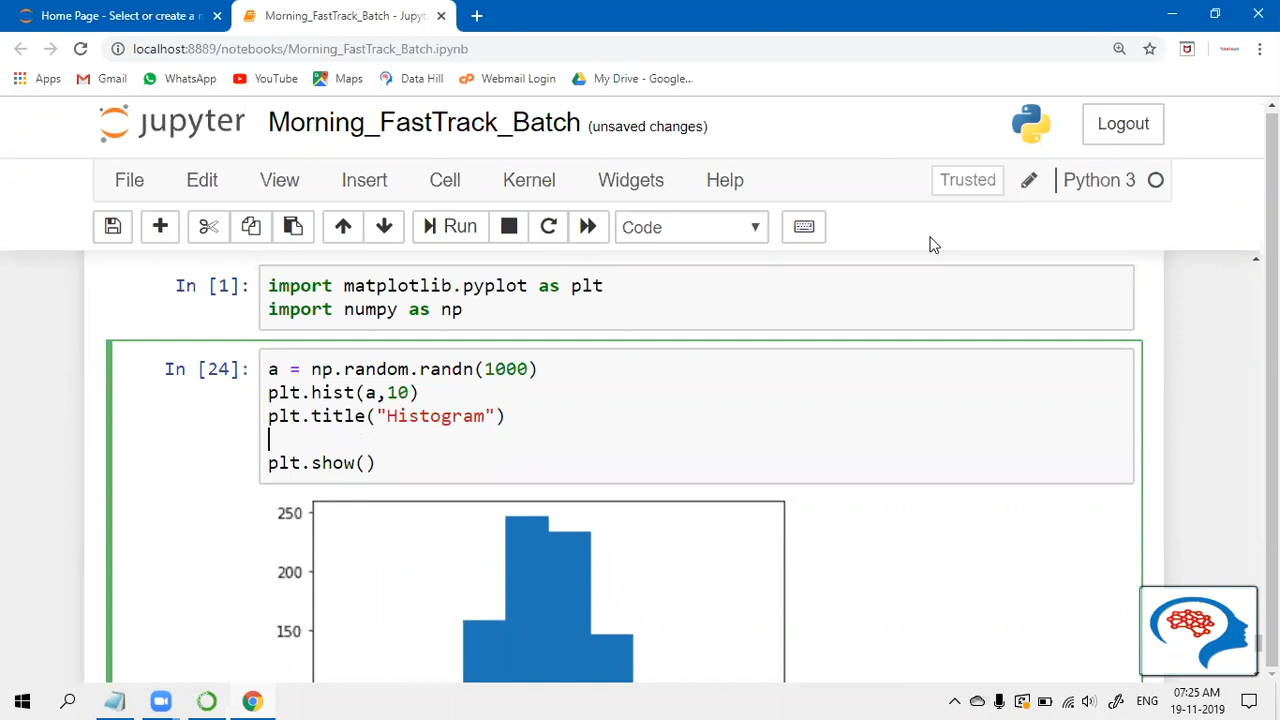 Home Page - Select or create a n
Morning_FastTrack_Batch - Jupyt
localhost:8889/notebooks/Morning_FastTrack_Batch.ipynb
Apps Gmail WhatsApp YouTube Maps Data Hill Webmail Login My Drive - Google...
jupyter Morning_FastTrack_Batch (unsaved changes) Logout
File Edit View Insert Cell Kernel Widgets Help Trusted Python 3
Run Code
In [1]: import matplotlib.pyplot as plt
import numpy as np
In [24]: a = np.random.randn(1000)
plt.hist(a,10)
plt.title("Histogram")
plt.show()
250
200
150
ENG 07:25 AM
19-11-2019